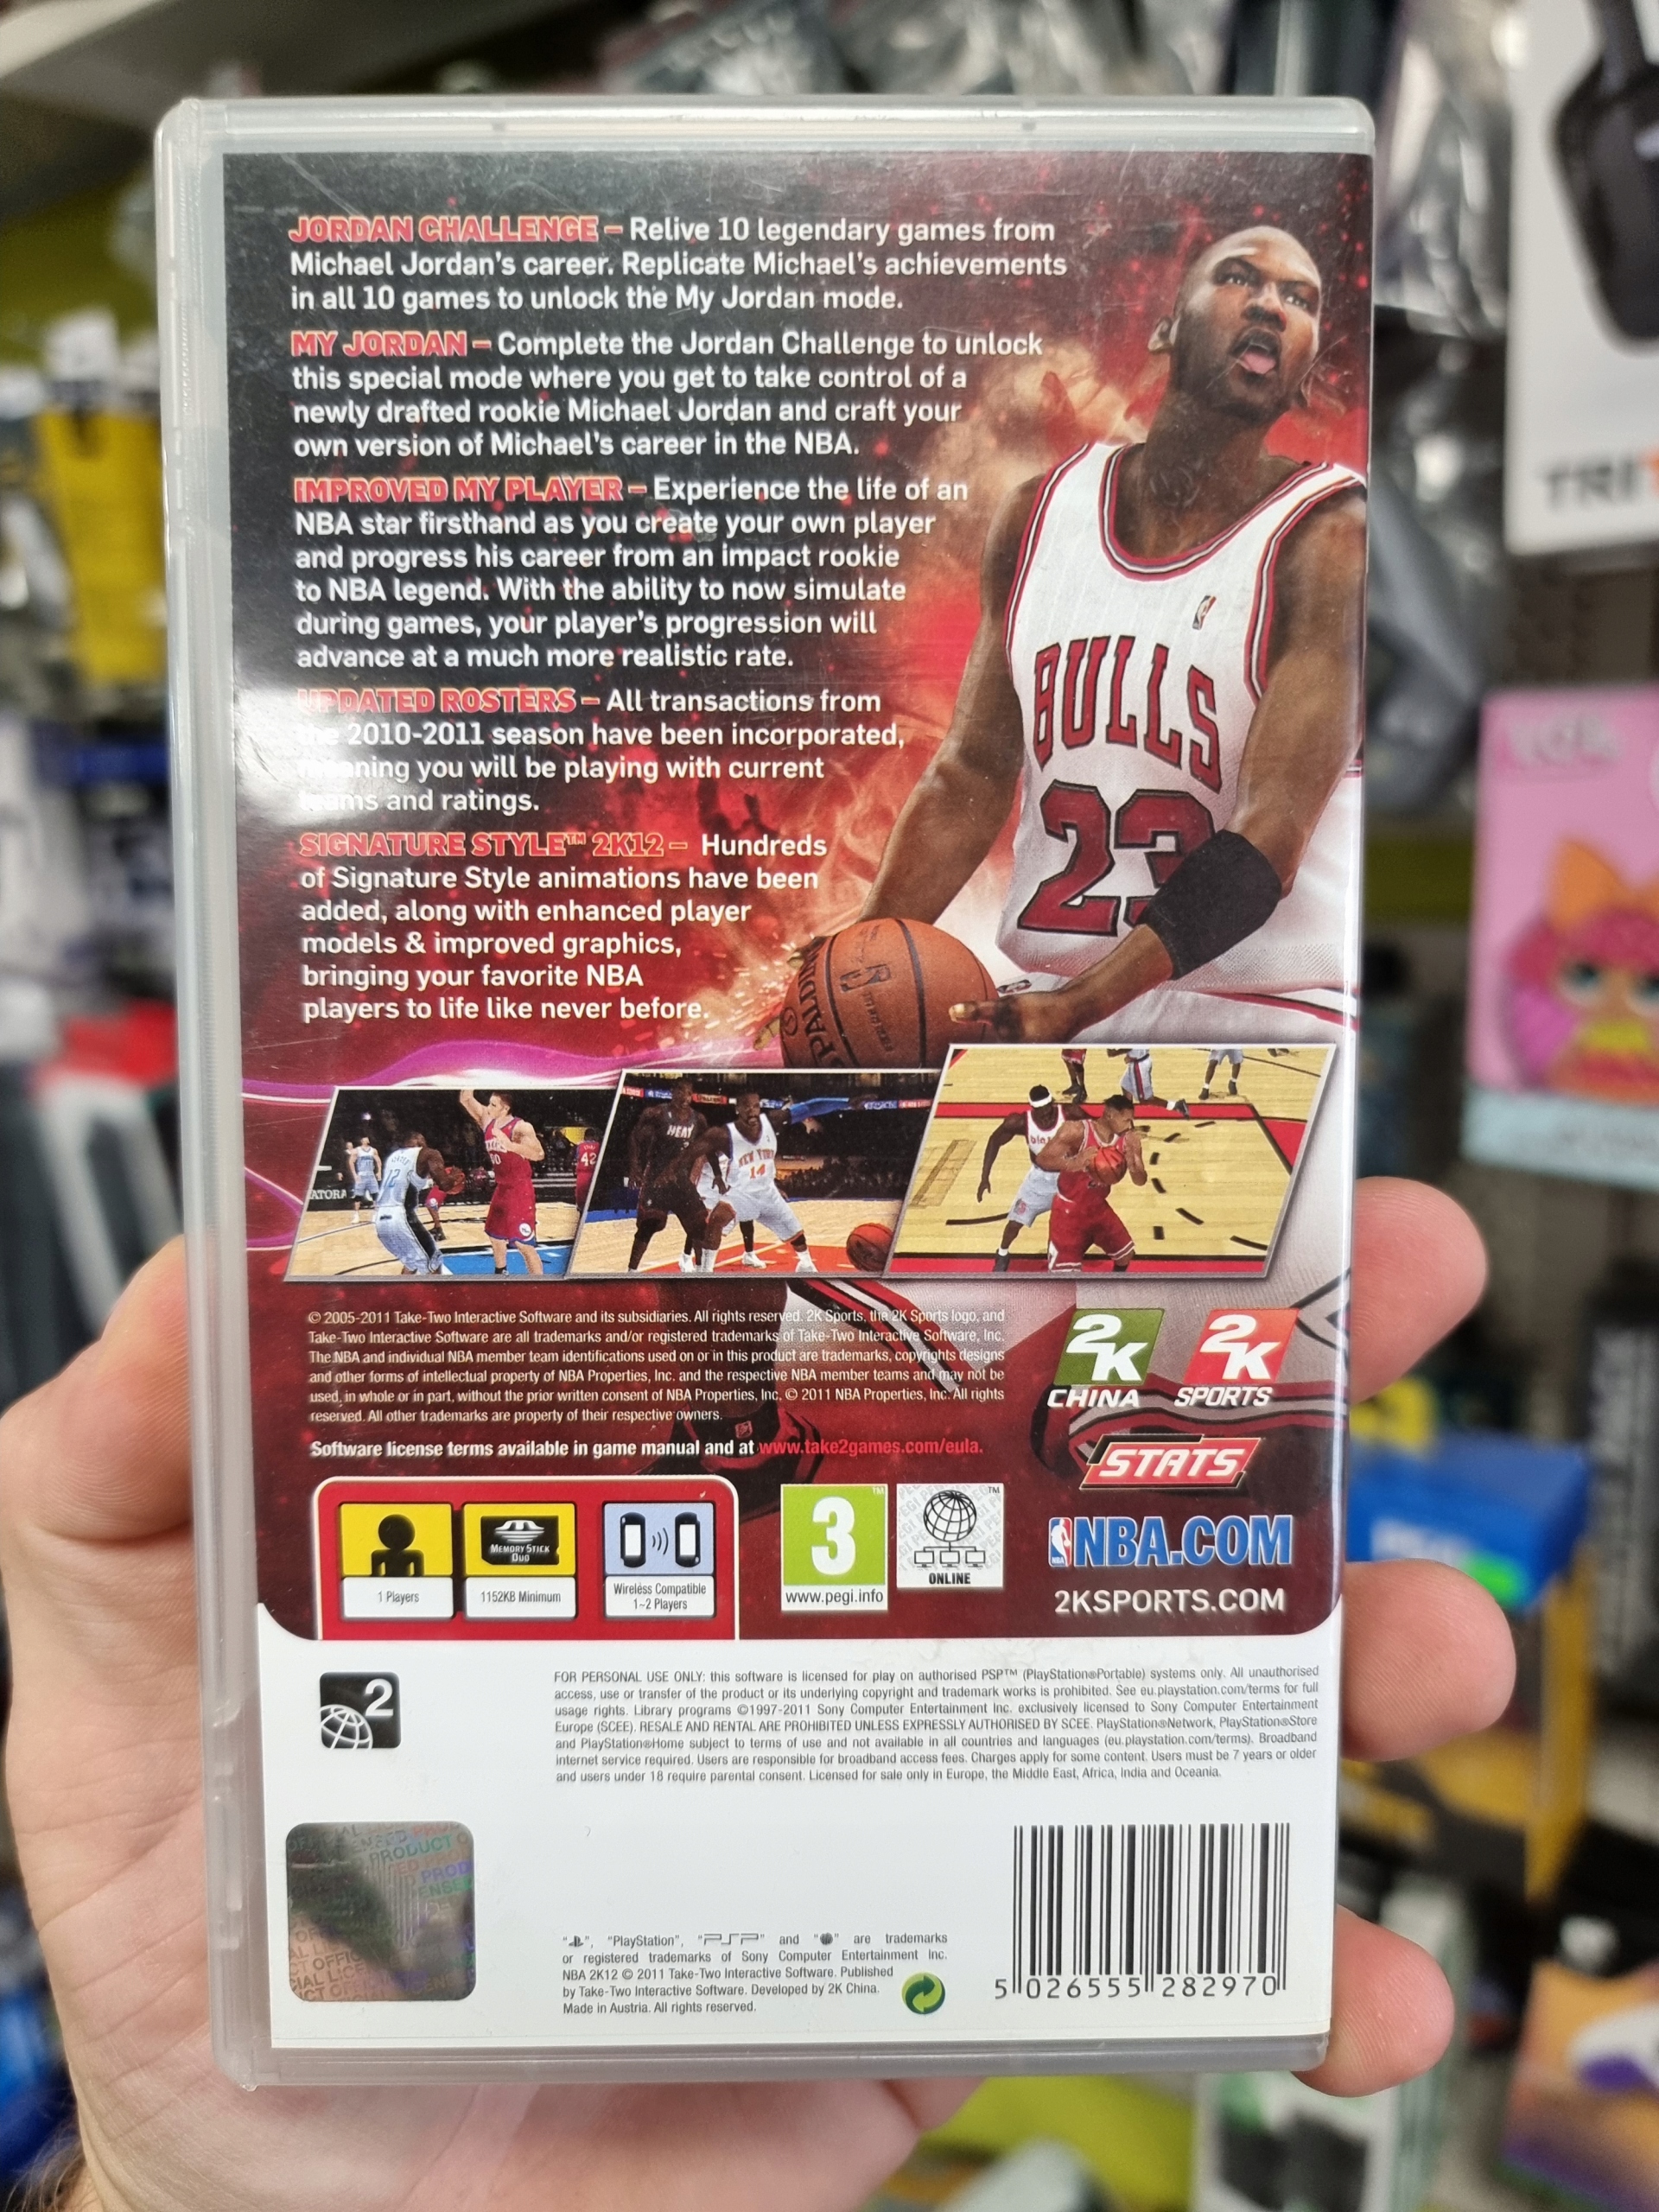 JORDAN CHALLENGE – Relive 10 legendary games from
Michael Jordan's career. Replicate Michael's achievements
in all 10 games to unlock the My Jordan mode.
MY JORDAN – Complete the Jordan Challenge to unlock
this special mode where you get to take control of a
newly drafted rookie Michael Jordan and craft your
own version of Michael's career in the NBA.
IMPROVED MY PLAYER – Experience the life of an
NBA star firsthand as you create your own player
and progress his career from an impact rookie
to NBA legend. With the ability to now simulate
during games, your player's progression will
advance at a much more realistic rate.
UPDATED ROSTERS – All transactions from
the 2010-2011 season have been incorporated,
meaning you will be playing with current
teams and ratings.
SIGNATURE STYLE™ 2K12 – Hundreds
of Signature Style animations have been
added, along with enhanced player
models & improved graphics,
bringing your favorite NBA
players to life like never before.
BULLS
23
SPALDING
HEAT
NEW YORK
14
12
42
© 2005-2011 Take-Two Interactive Software and its subsidiaries. All rights reserved. 2K Sports, the 2K Sports logo, and
Take-Two Interactive Software are all trademarks and/or registered trademarks of Take-Two Interactive Software, Inc.
The NBA and individual NBA member team identifications used on or in this product are trademarks, copyrights designs
and other forms of intellectual property of NBA Properties, Inc. and the respective NBA member teams and may not be
used, in whole or in part, without the prior written consent of NBA Properties, Inc. © 2011 NBA Properties, Inc. All rights
reserved. All other trademarks are property of their respective owners.
Software license terms available in game manual and at www.take2games.com/eula.
2K
CHINA
2K
SPORTS
STATS
1 Players
MEMORY STICK
DUO
1152KB Minimum
Wireless Compatible
1-2 Players
3™
www.pegi.info
™
ONLINE
NBA.COM
2KSPORTS.COM
2
FOR PERSONAL USE ONLY: this software is licensed for play on authorised PSP™ (PlayStation®Portable) systems only. All unauthorised
access, use or transfer of the product or its underlying copyright and trademark works is prohibited. See eu.playstation.com/terms for full
usage rights. Library programs ©1997-2011 Sony Computer Entertainment Inc. exclusively licensed to Sony Computer Entertainment
Europe (SCEE). RESALE AND RENTAL ARE PROHIBITED UNLESS EXPRESSLY AUTHORISED BY SCEE. PlayStation®Network, PlayStation®Store
and PlayStation®Home subject to terms of use and not available in all countries and languages (eu.playstation.com/terms). Broadband
internet service required. Users are responsible for broadband access fees. Charges apply for some content. Users must be 7 years or older
and users under 18 require parental consent. Licensed for sale only in Europe, the Middle East, Africa, India and Oceania.
"PlayStation", "PSP" and " " are trademarks
or registered trademarks of Sony Computer Entertainment Inc.
NBA 2K12 © 2011 Take-Two Interactive Software. Published
by Take-Two Interactive Software. Developed by 2K China.
Made in Austria. All rights reserved.
5 026555 282970